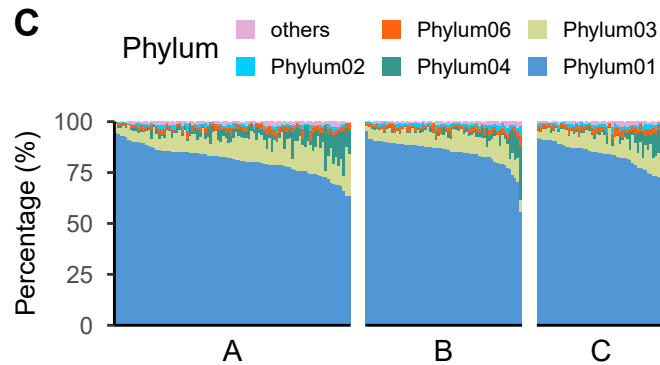 C
Phylum
others
Phylum06
Phylum03
Phylum02
Phylum04
Phylum01
Percentage (%)
100
75
50
25
0
A
B
C